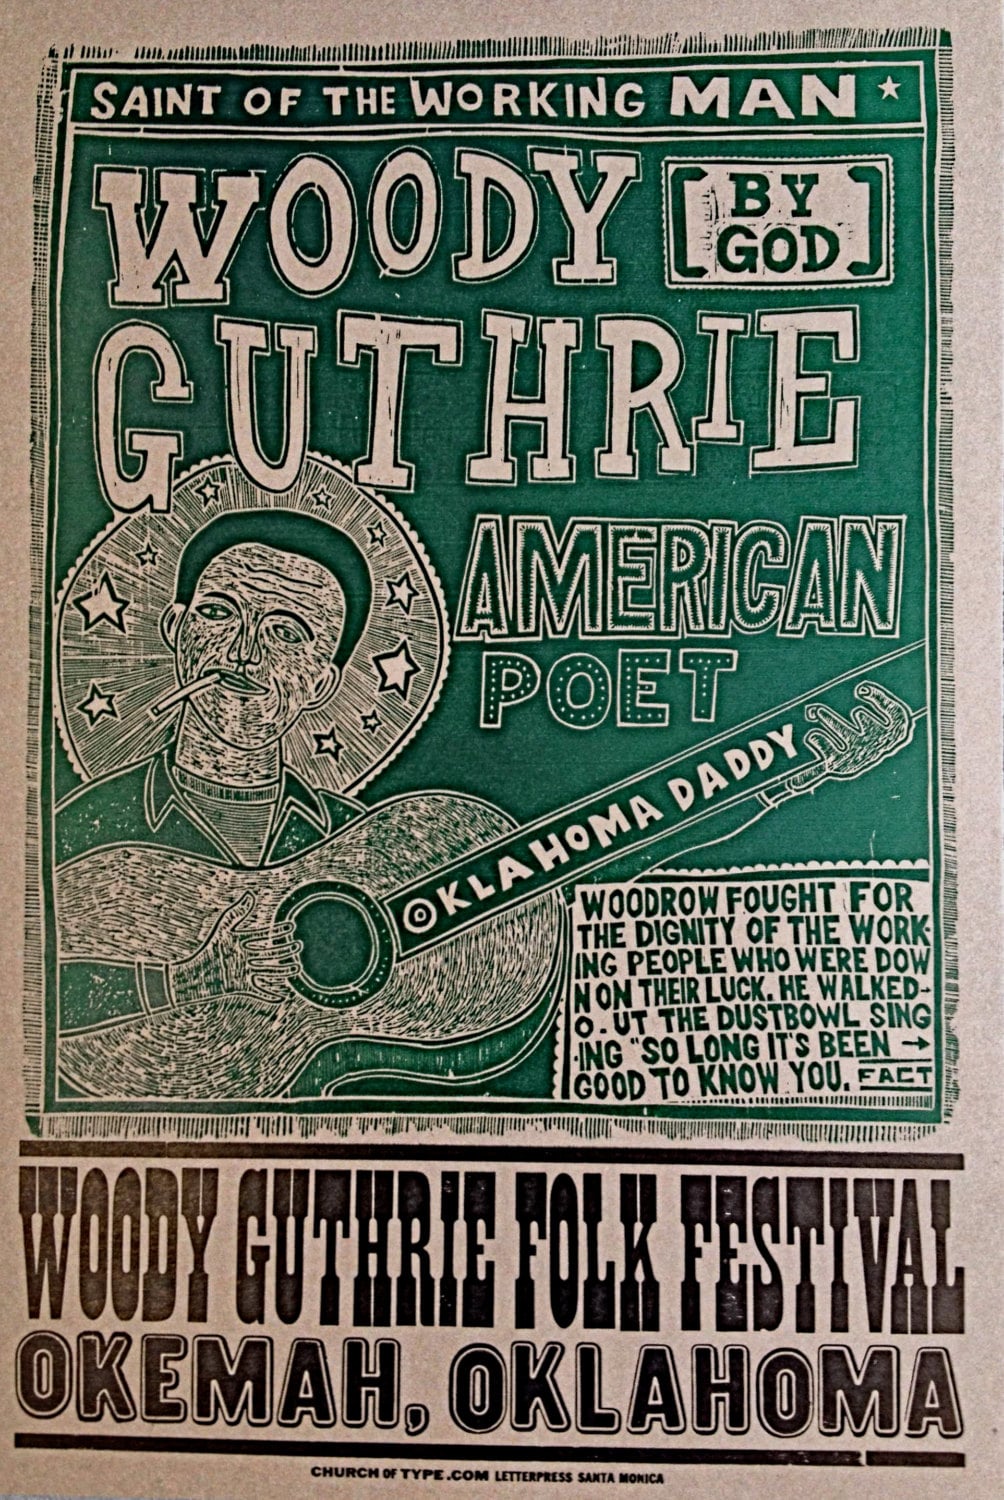 SAINT OF THE WORKING MAN
WOODY
[BY
GOD]
GUTHRIE
AMERICAN
POET
OKLAHOMA DADDY
WOODROW FOUGHT FOR
THE DIGNITY OF THE WORK-
ING PEOPLE WHO WERE DOW
N ON THEIR LUCK. HE WALKED-
O-UT THE DUSTBOWL SING
-ING "SO LONG IT'S BEEN →
GOOD TO KNOW YOU. FACT
WOODY GUTHRIE FOLK FESTIVAL
OKEMAH, OKLAHOMA
CHURCH OF TYPE.COM LETTERPRESS SANTA MONICA